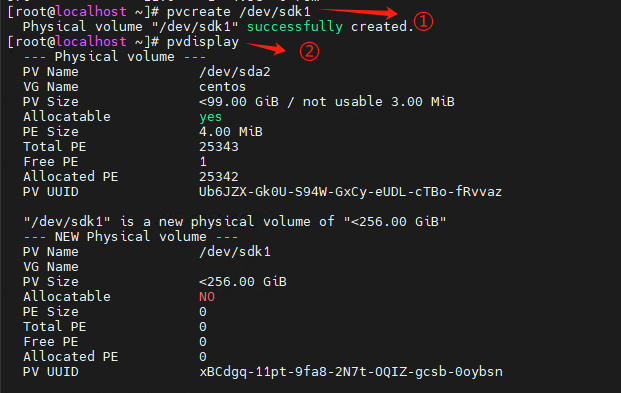 [root@localhost ~]# pvcreate /dev/sdk1 ①
Physical volume "/dev/sdk1" successfully created.
[root@localhost ~]# pvdisplay ②
--- Physical volume ---
PV Name /dev/sda2
VG Name centos
PV Size <99.00 GiB / not usable 3.00 MiB
Allocatable yes
PE Size 4.00 MiB
Total PE 25343
Free PE 1
Allocated PE 25342
PV UUID Ub6JZX-Gk0U-S94W-GxCy-eUDL-cTBo-fRvvaz
"/dev/sdk1" is a new physical volume of "<256.00 GiB"
--- NEW Physical volume ---
PV Name /dev/sdk1
VG Name
PV Size <256.00 GiB
Allocatable NO
PE Size 0
Total PE 0
Free PE 0
Allocated PE 0
PV UUID xBCdgq-11pt-9fa8-2N7t-OQIZ-gcsb-0oybsn